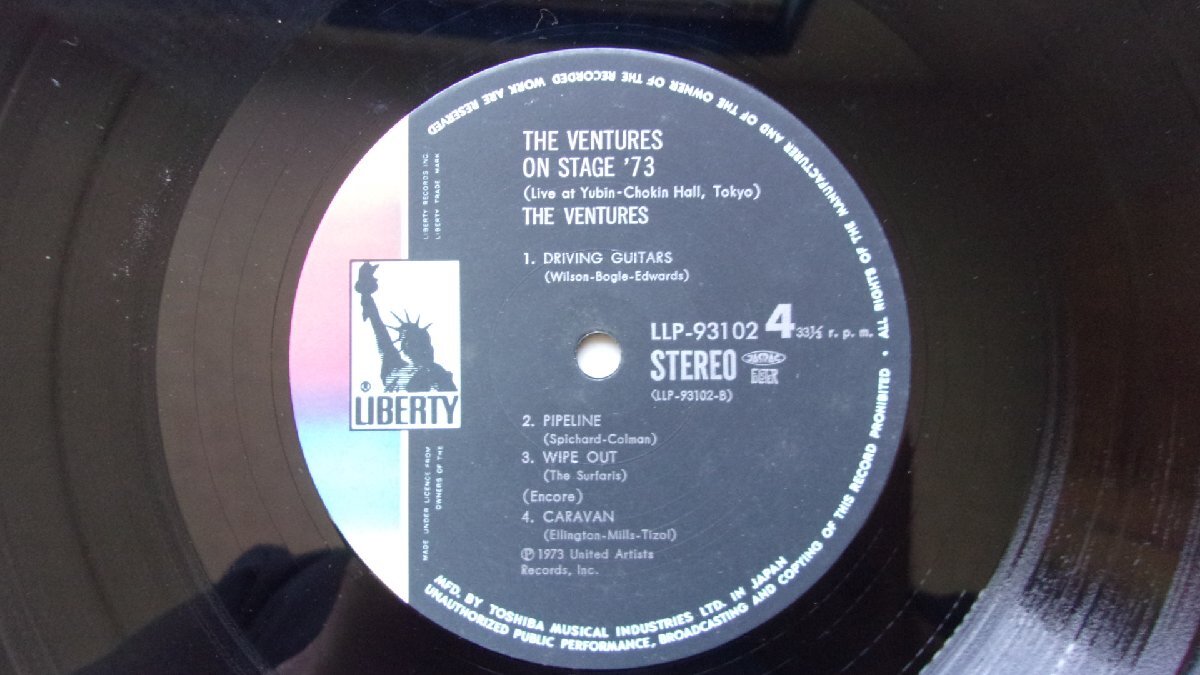 THE VENTURES
ON STAGE '73
(Live at Yubin-Chokin Hall, Tokyo)
THE VENTURES
1. DRIVING GUITARS
(Wilson-Bogle-Edwards)
LLP-93102 4 33⅓ r. p. m.
STEREO JASRAC
(LLP-93102-B)
2. PIPELINE
(Spichard-Calman)
3. WIPE OUT
(The Surfaris)
(Encore)
4. CARAVAN
(Ellington-Mills-Tizol)
Ⓟ 1973 United Artists
Records, Inc.
LIBERTY
LIBERTY RECORDS INC.
LIBERTY TRADE MARK
MADE UNDER LICENCE FROM
OWNERS OF THE
MFD. BY TOSHIBA MUSICAL INDUSTRIES LTD. IN JAPAN
ALL RIGHTS OF THE MANUFACTURER AND OF THE OWNER OF THE RECORDED WORK ARE RESERVED
UNAUTHORIZED PUBLIC PERFORMANCE, BROADCASTING AND COPYING OF THIS RECORD PROHIBITED •